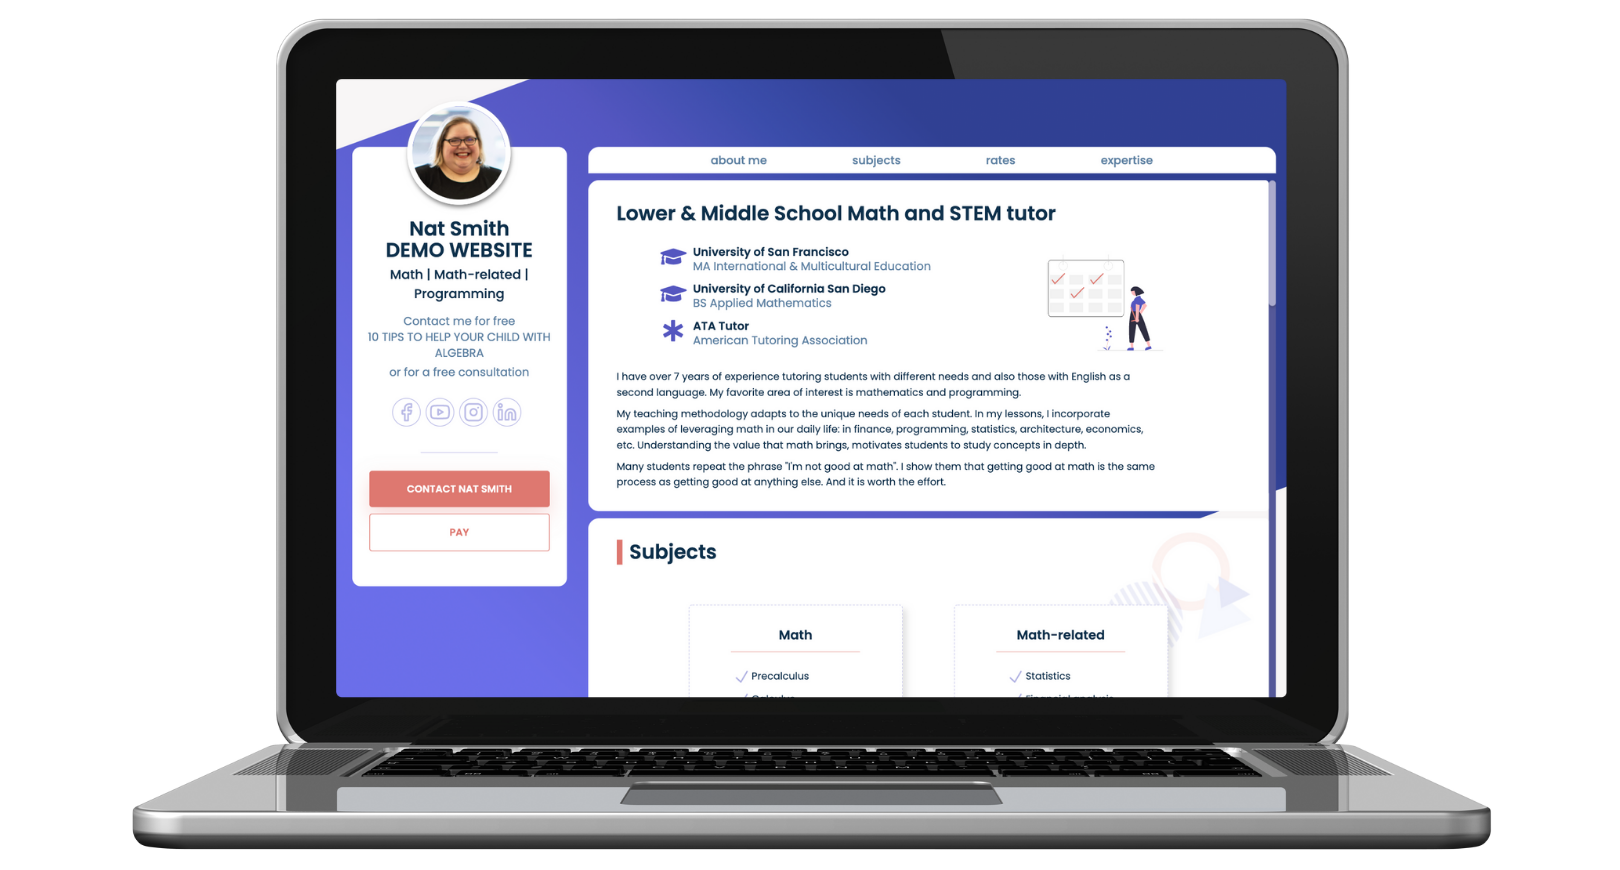 Nat Smith
DEMO WEBSITE
Math | Math-related |
Programming
Contact me for free
10 TIPS TO HELP YOUR CHILD WITH
ALGEBRA
or for a free consultation
CONTACT NAT SMITH
PAY
about me subjects rates expertise
Lower & Middle School Math and STEM tutor
University of San Francisco
MA International & Multicultural Education
University of California San Diego
BS Applied Mathematics
ATA Tutor
American Tutoring Association
I have over 7 years of experience tutoring students with different needs and also those with English as a
second language. My favorite area of interest is mathematics and programming.
My teaching methodology adapts to the unique needs of each student. In my lessons, I incorporate
examples of leveraging math in our daily life: in finance, programming, statistics, architecture, economics,
etc. Understanding the value that math brings, motivates students to study concepts in depth.
Many students repeat the phrase "I'm not good at math". I show them that getting good at math is the same
process as getting good at anything else. And it is worth the effort.
Subjects
Math
Precalculus
Math-related
Statistics